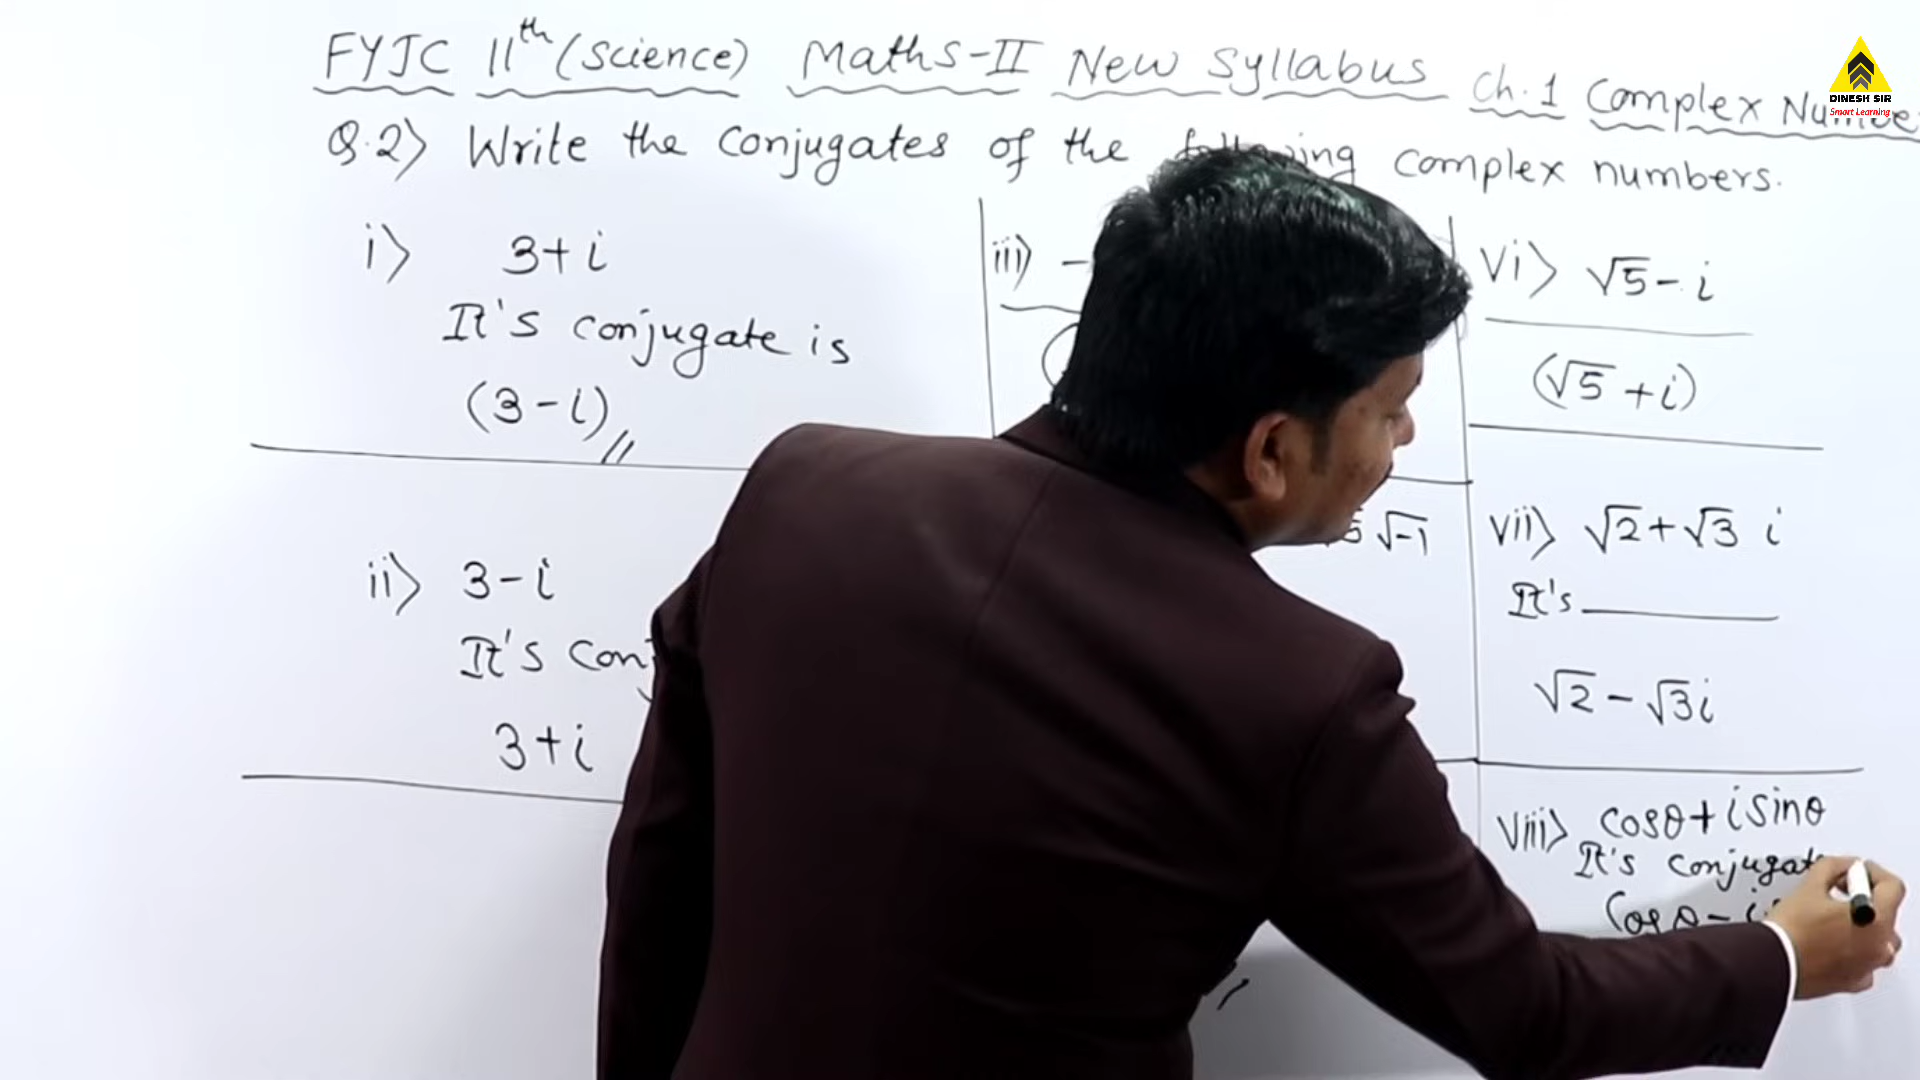 FYJC 11th (Science) Maths-II New Syllabus Ch.1 Complex Number
DINESH SIR
Smart Learning
Q.2) Write the Conjugates of the following complex numbers.
i) 3+i
It's conjugate is
(3-i)
ii) 3-i
It's
3+i
iii) -
√-1
vi) √5-i
(√5+i)
vii) √2+√3 i
It's
√2-√3i
viii) cosθ+isinθ
It's conjugate
Cosθ-i